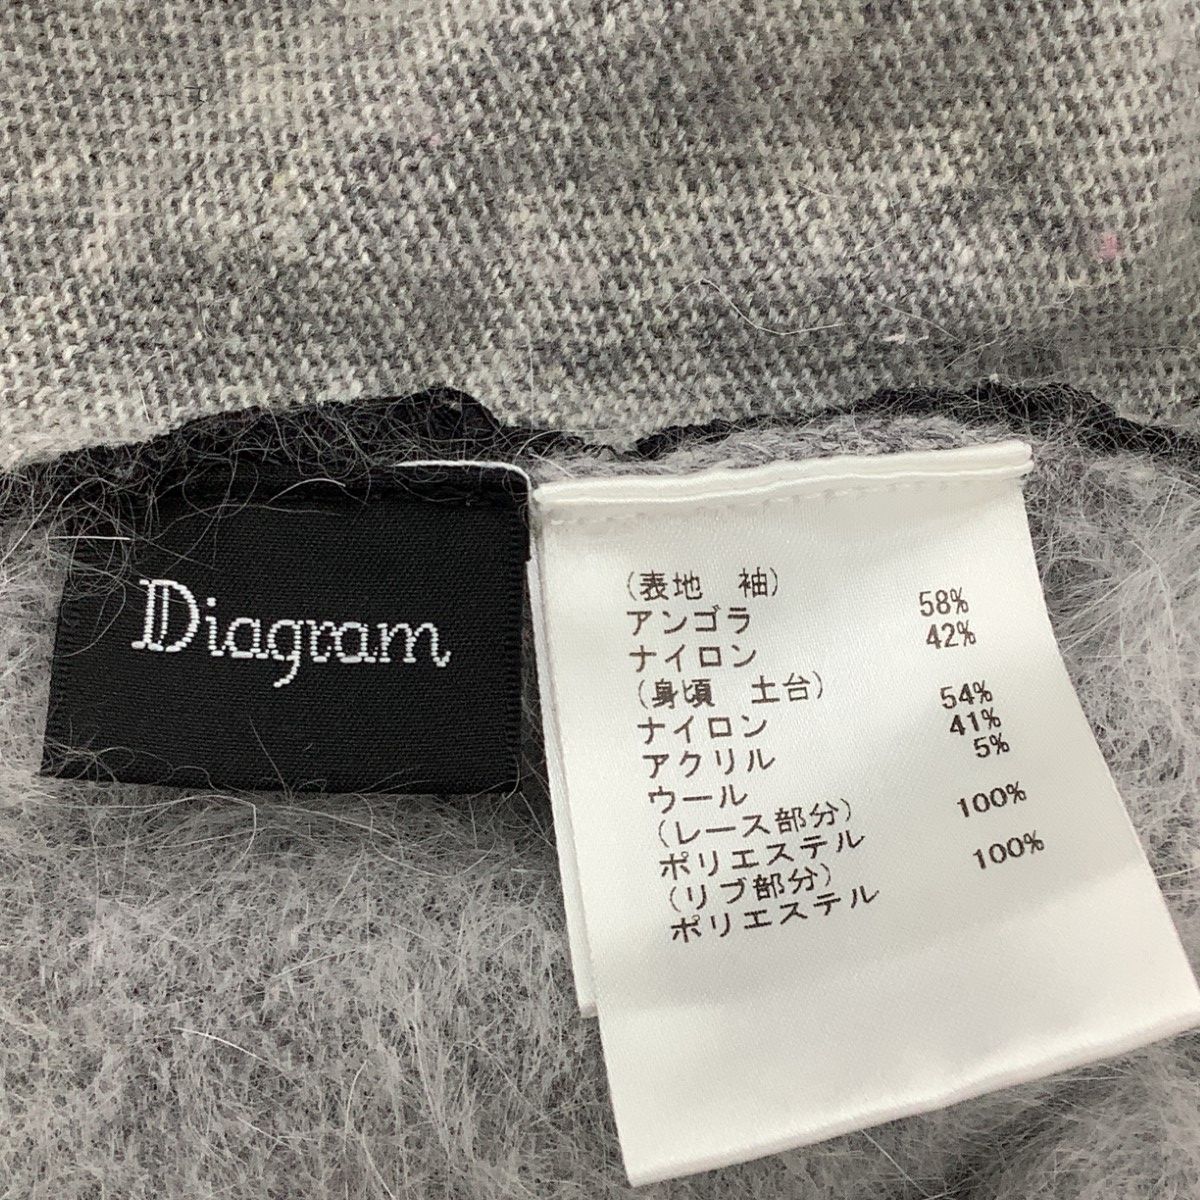 Diagram
(表地　袖)
アンゴラ 58%
ナイロン 42%
(身頃　土台)
ナイロン 54%
アクリル 41%
ウール 5%
(レース部分)
ポリエステル 100%
(リブ部分)
ポリエステル 100%